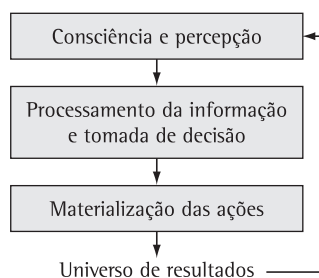 Consciência e percepção
Processamento da informação
e tomada de decisão
Materialização das ações
Universo de resultados